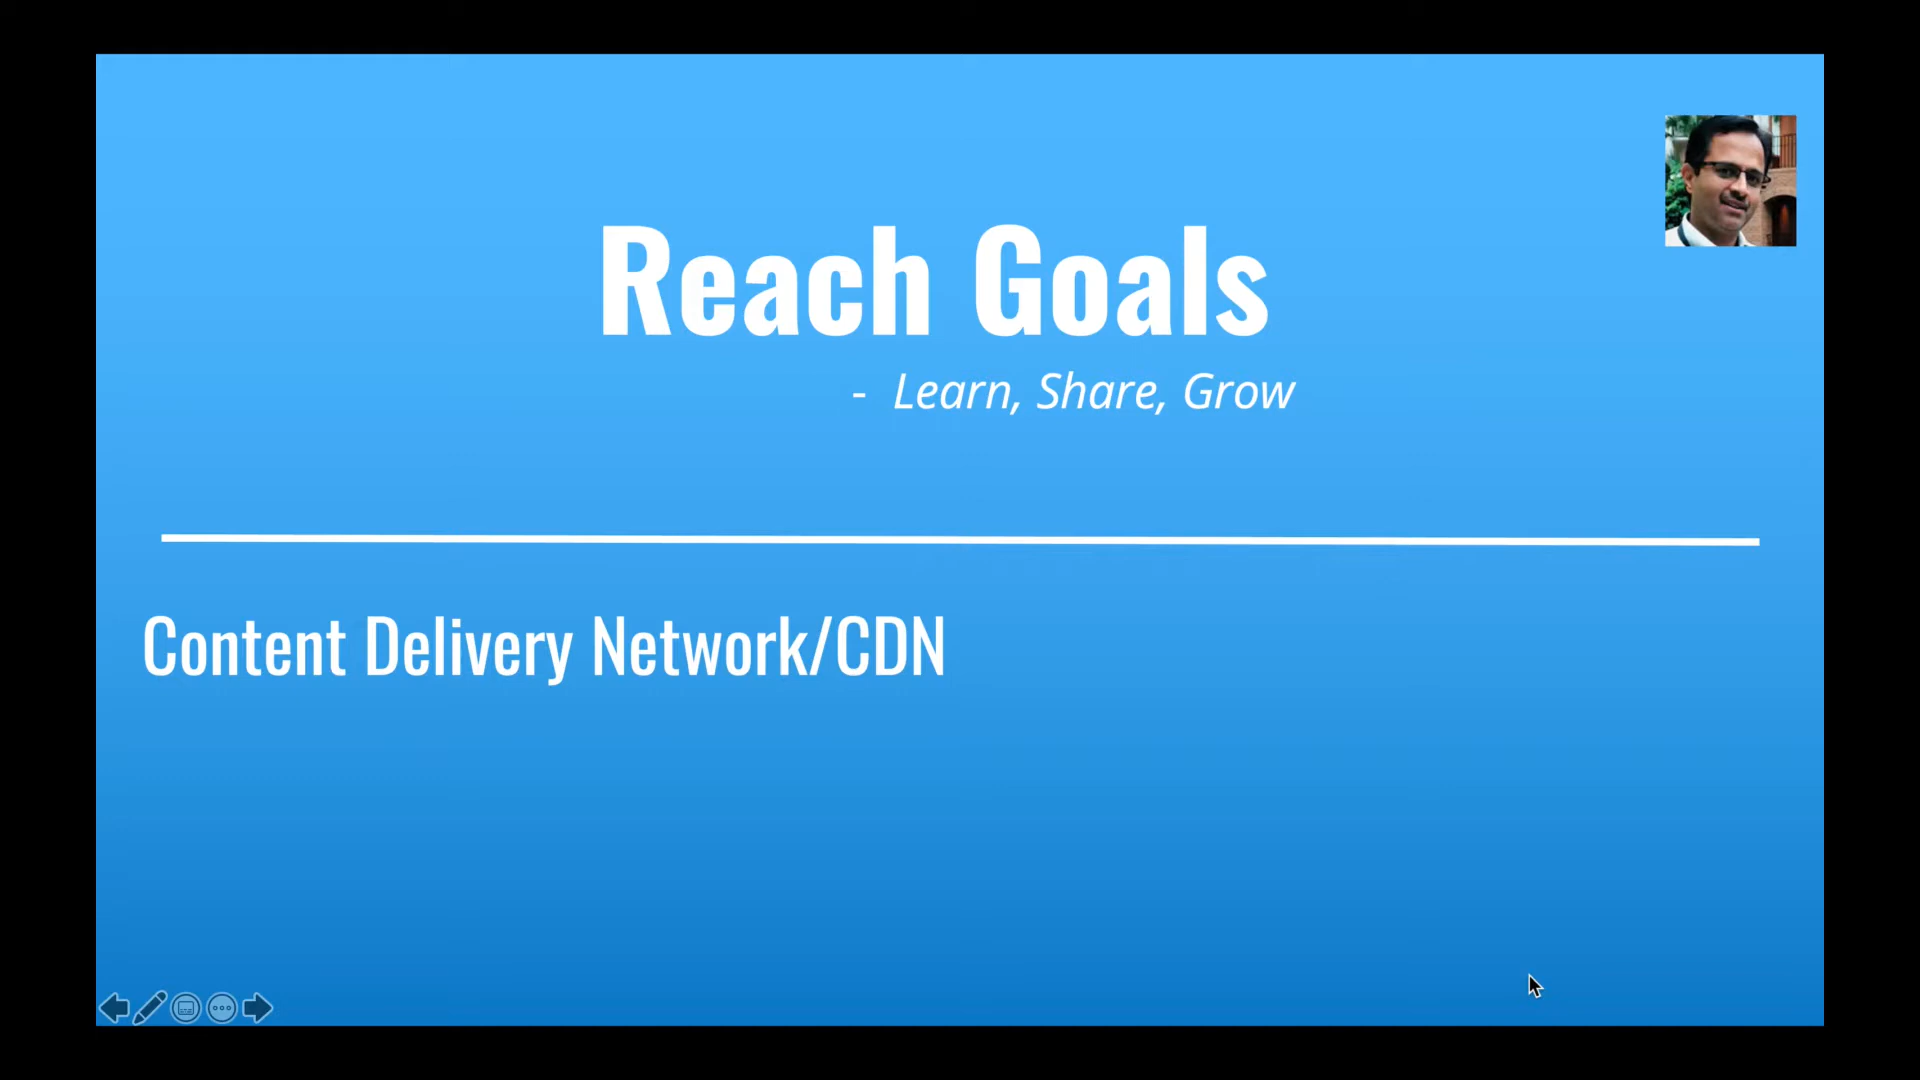 Reach Goals
- Learn, Share, Grow
Content Delivery Network/CDN